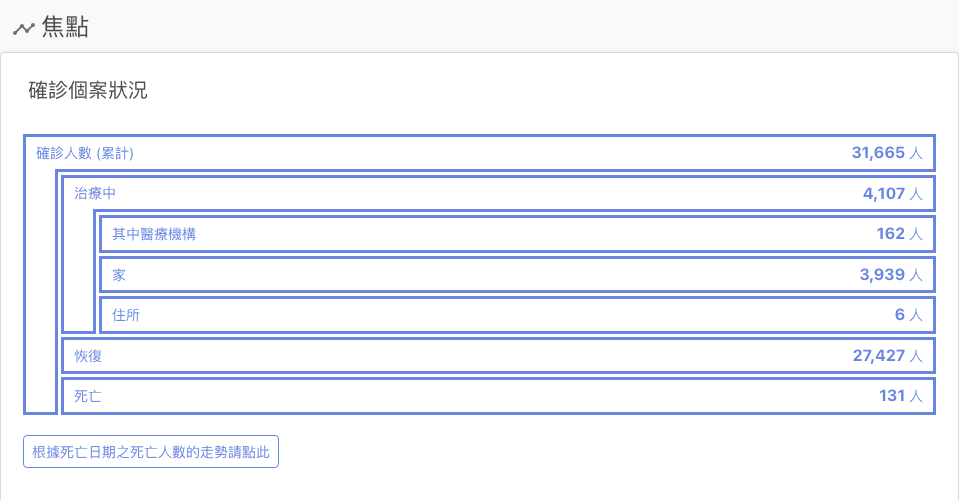 焦點
確診個案狀況
確診人數 (累計) 31,665 人
治療中 4,107 人
其中醫療機構 162 人
家 3,939 人
住所 6 人
恢復 27,427 人
死亡 131 人
根據死亡日期之死亡人數的走勢請點此